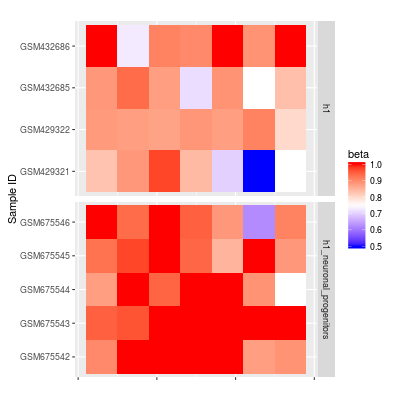 GSM432686
GSM432685
GSM429322
GSM429321
h1
GSM675546
GSM675545
GSM675544
GSM675543
GSM675542
h1_neuronal_progenitors
Sample ID
beta
1.0
0.9
0.8
0.7
0.6
0.5